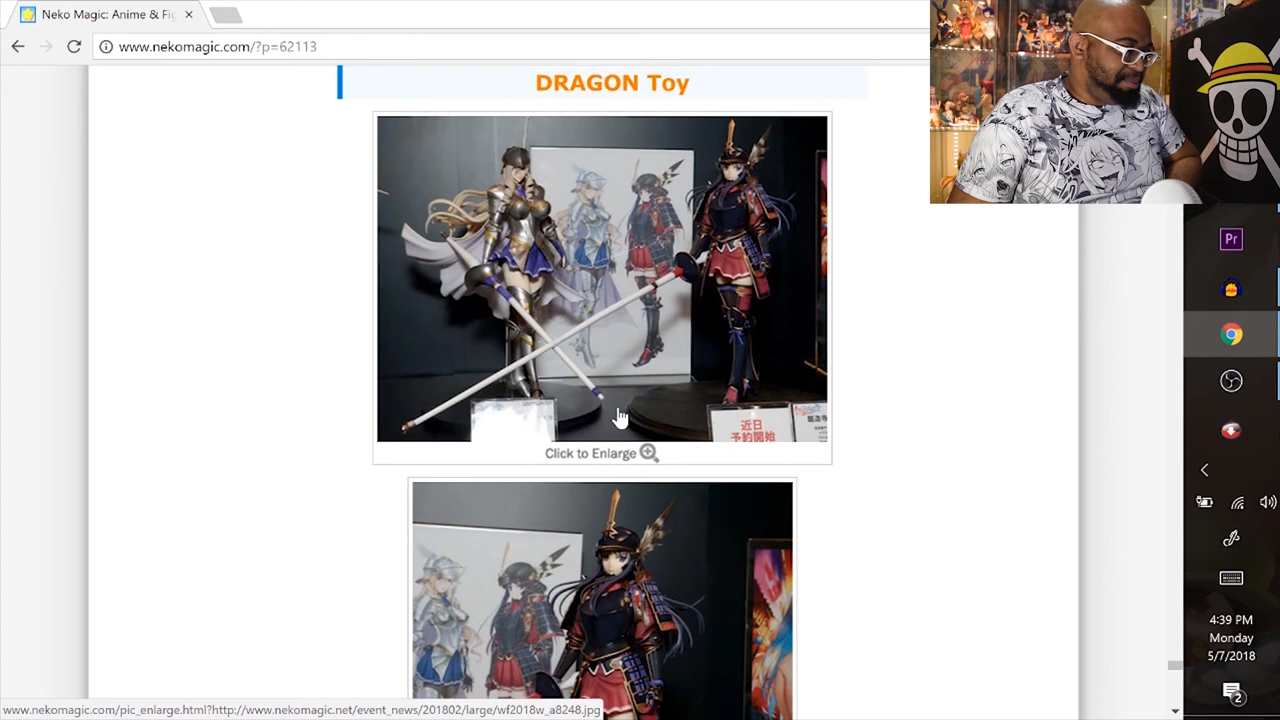 Neko Magic: Anime & Fig
www.nekomagic.com/?p=62113
DRAGON Toy
近日
予約開始
Click to Enlarge
Pr
4:39 PM
Monday
5/7/2018
2
www.nekomagic.com/pic_enlarge.html?http://www.nekomagic.net/event_news/201802/large/wf2018w_a8248.jpg